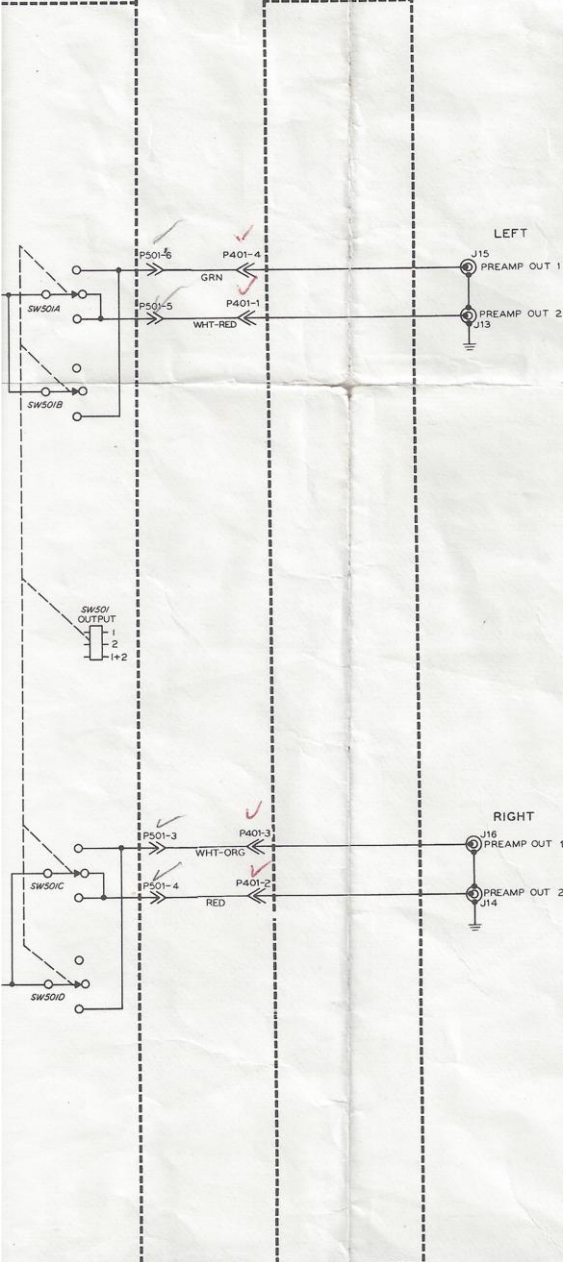 LEFT
P501-6 P401-4 J15
GRN PREAMP OUT 1
SW501A P501-5 P401-1
WHT-RED PREAMP OUT 2
J13
SW501B
SW501
OUTPUT
1
2
1+2
RIGHT
P501-3 P401-3 J16
WHT-ORG PREAMP OUT 1
SW501C P501-4 P401-2
RED PREAMP OUT 2
J14
SW501D